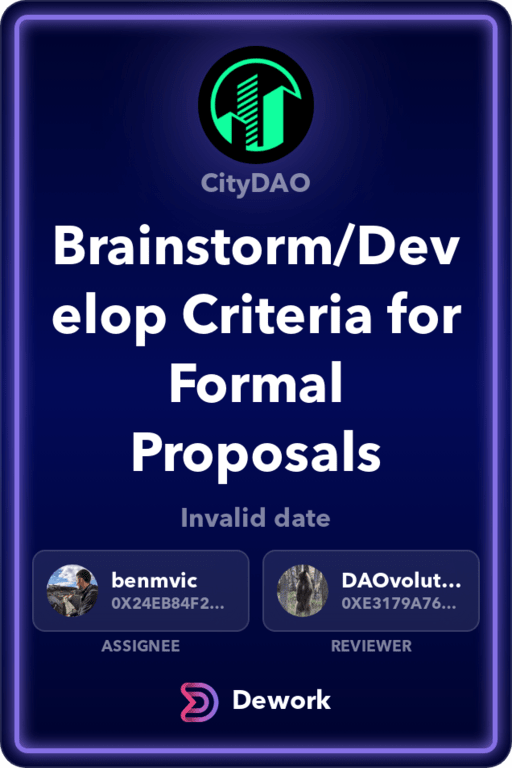 CityDAO
Brainstorm/Dev
elop Criteria for
Formal
Proposals
Invalid date
benmvic
0X24EB84F2...
DAOvolut...
0XE3179A76...
ASSIGNEE
REVIEWER
Dework